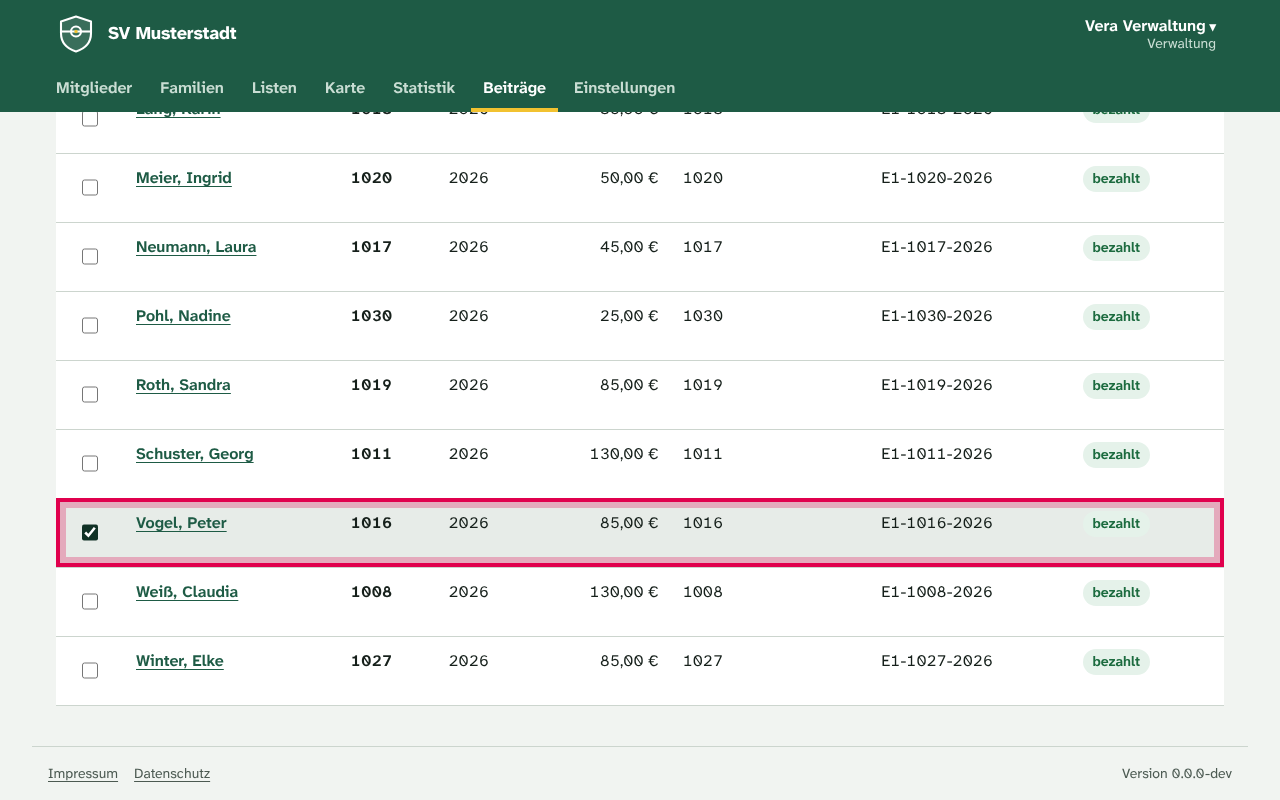 SV Musterstadt
Vera Verwaltung ▾
Verwaltung
Mitglieder Familien Listen Karte Statistik Beiträge Einstellungen
Meier, Ingrid 1020 2026 50,00 € 1020 E1-1020-2026 bezahlt
Neumann, Laura 1017 2026 45,00 € 1017 E1-1017-2026 bezahlt
Pohl, Nadine 1030 2026 25,00 € 1030 E1-1030-2026 bezahlt
Roth, Sandra 1019 2026 85,00 € 1019 E1-1019-2026 bezahlt
Schuster, Georg 1011 2026 130,00 € 1011 E1-1011-2026 bezahlt
Vogel, Peter 1016 2026 85,00 € 1016 E1-1016-2026 bezahlt
Weiß, Claudia 1008 2026 130,00 € 1008 E1-1008-2026 bezahlt
Winter, Elke 1027 2026 85,00 € 1027 E1-1027-2026 bezahlt
Impressum Datenschutz Version 0.0.0-dev